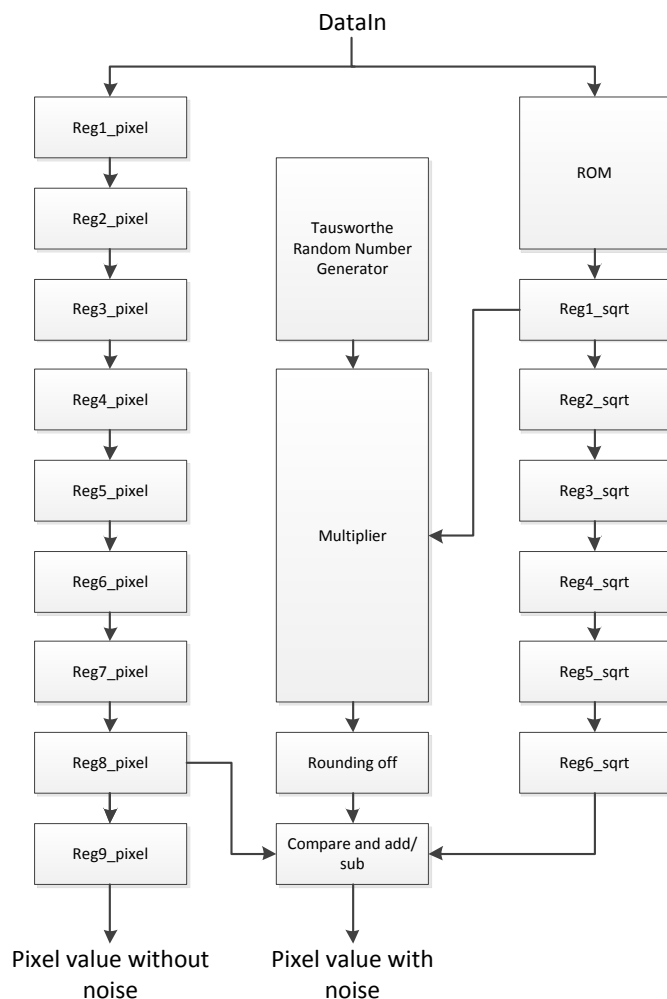 DataIn
Reg1_pixel
Reg2_pixel
Reg3_pixel
Reg4_pixel
Reg5_pixel
Reg6_pixel
Reg7_pixel
Reg8_pixel
Reg9_pixel
Pixel value without
noise
Tausworthe
Random Number
Generator
Multiplier
Rounding off
Compare and add/
sub
Pixel value with
noise
ROM
Reg1_sqrt
Reg2_sqrt
Reg3_sqrt
Reg4_sqrt
Reg5_sqrt
Reg6_sqrt